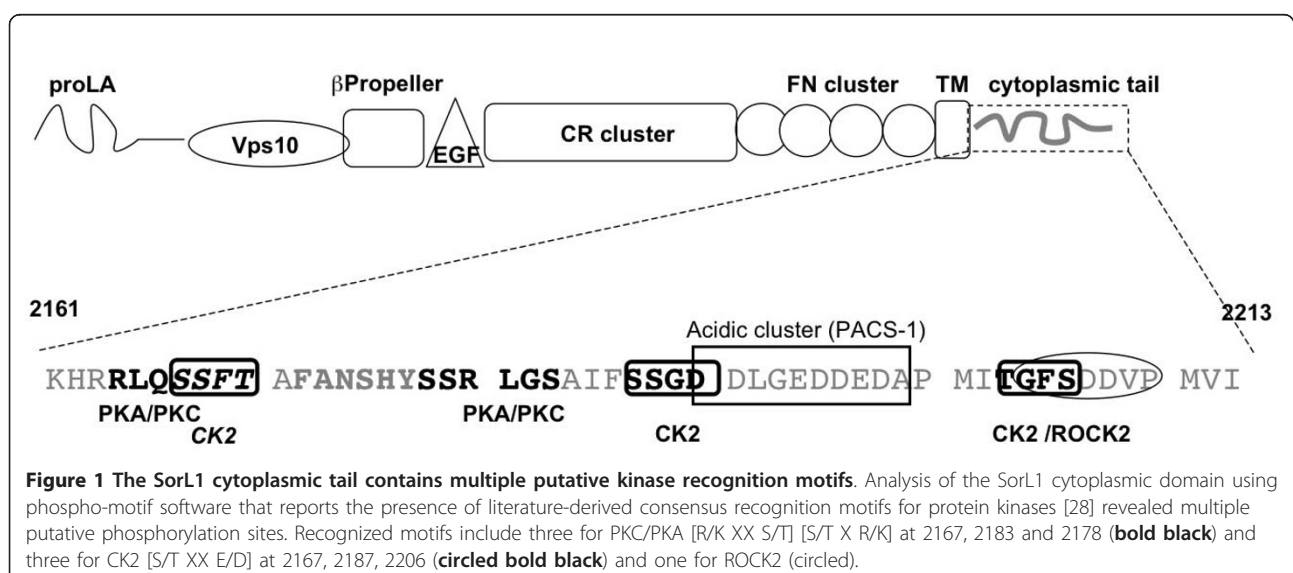 proLA
βPropeller
FN cluster
TM
cytoplasmic tail
Vps10
EGF
CR cluster
2161
2213
Acidic cluster (PACS-1)
KHRRLQSSFT AFANSHYSSR LGSAIFSSGD DLGEDDEDAP MITGFSDDVP MVI
PKA/PKC
CK2
PKA/PKC
CK2
CK2 /ROCK2
Figure 1 The SorL1 cytoplasmic tail contains multiple putative kinase recognition motifs. Analysis of the SorL1 cytoplasmic domain using
phospho-motif software that reports the presence of literature-derived consensus recognition motifs for protein kinases [28] revealed multiple
putative phosphorylation sites. Recognized motifs include three for PKC/PKA [R/K XX S/T] [S/T X R/K] at 2167, 2183 and 2178 (bold black) and
three for CK2 [S/T XX E/D] at 2167, 2187, 2206 (circled bold black) and one for ROCK2 (circled).